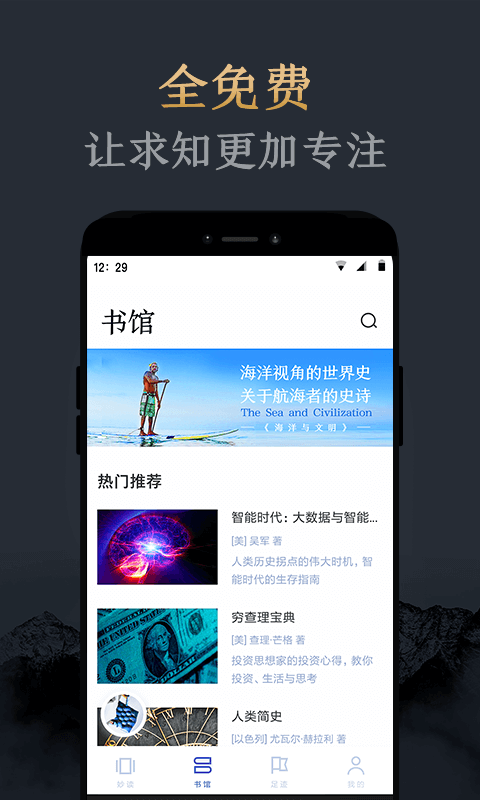 全免费
让求知更加专注
12: 29
书馆
海洋视角的世界史
关于航海者的史诗
The Sea and Civilization
《海洋与文明》
热门推荐
智能时代：大数据与智能...
[美] 吴军 著
人类历史拐点的伟大时机，智
能时代的生存指南
穷查理宝典
[美] 查理·芒格 著
投资思想家的投资心得，教你
投资、生活与思考
人类简史
[以色列] 尤瓦尔·赫拉利 著
妙读
书馆
足迹
我的